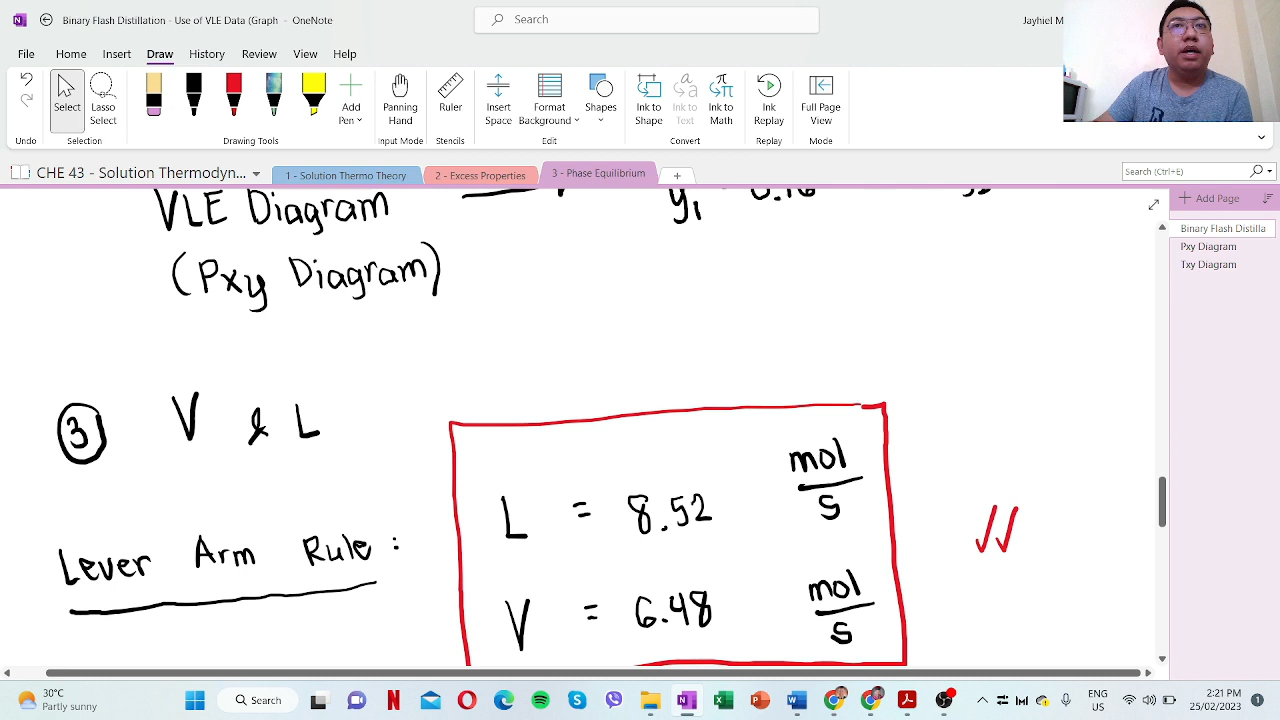 Binary Flash Distillation - Use of VLE Data (Graph - OneNote
Search
Jayhiel M
File Home Insert Draw History Review View Help
Undo
Select
Lasso Select
Add Pen
Panning Hand
Ruler
Insert Space
Format Background
Shapes
Ink to Shape
Ink to Text
Ink to Math
Ink Replay
Full Page View
Selection
Drawing Tools
Input Mode
Stencils
Edit
Convert
Replay
View
CHE 43 - Solution Thermodyn...
1 - Solution Thermo Theory
2 - Excess Properties
3 - Phase Equilibrium
Search (Ctrl+E)
Add Page
Binary Flash Distilla
Pxy Diagram
Txy Diagram
VLE Diagram
(Pxy Diagram)
3 V & L
L = 8.52 mol/s
Lever Arm Rule:
V = 6.48 mol/s
30°C
Partly sunny
Search
ENG
US
2:21 PM
25/02/2023
1